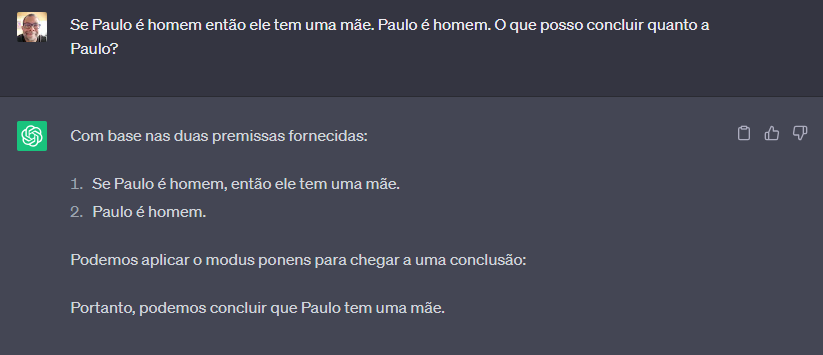 Se Paulo é homem então ele tem uma mãe. Paulo é homem. O que posso concluir quanto a
Paulo?
Com base nas duas premissas fornecidas:
1. Se Paulo é homem, então ele tem uma mãe.
2. Paulo é homem.
Podemos aplicar o modus ponens para chegar a uma conclusão:
Portanto, podemos concluir que Paulo tem uma mãe.